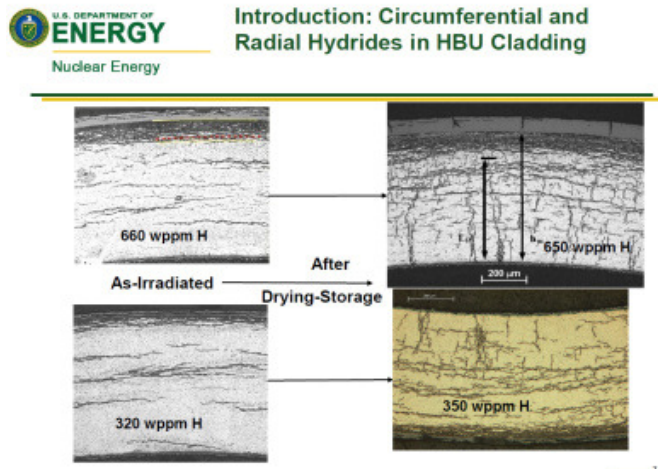 U.S. DEPARTMENT OF
ENERGY
Nuclear Energy
Introduction: Circumferential and
Radial Hydrides in HBU Cladding
660 wppm H
650 wppm H
200 µm
As-Irradiated
After
Drying-Storage
320 wppm H
350 wppm H